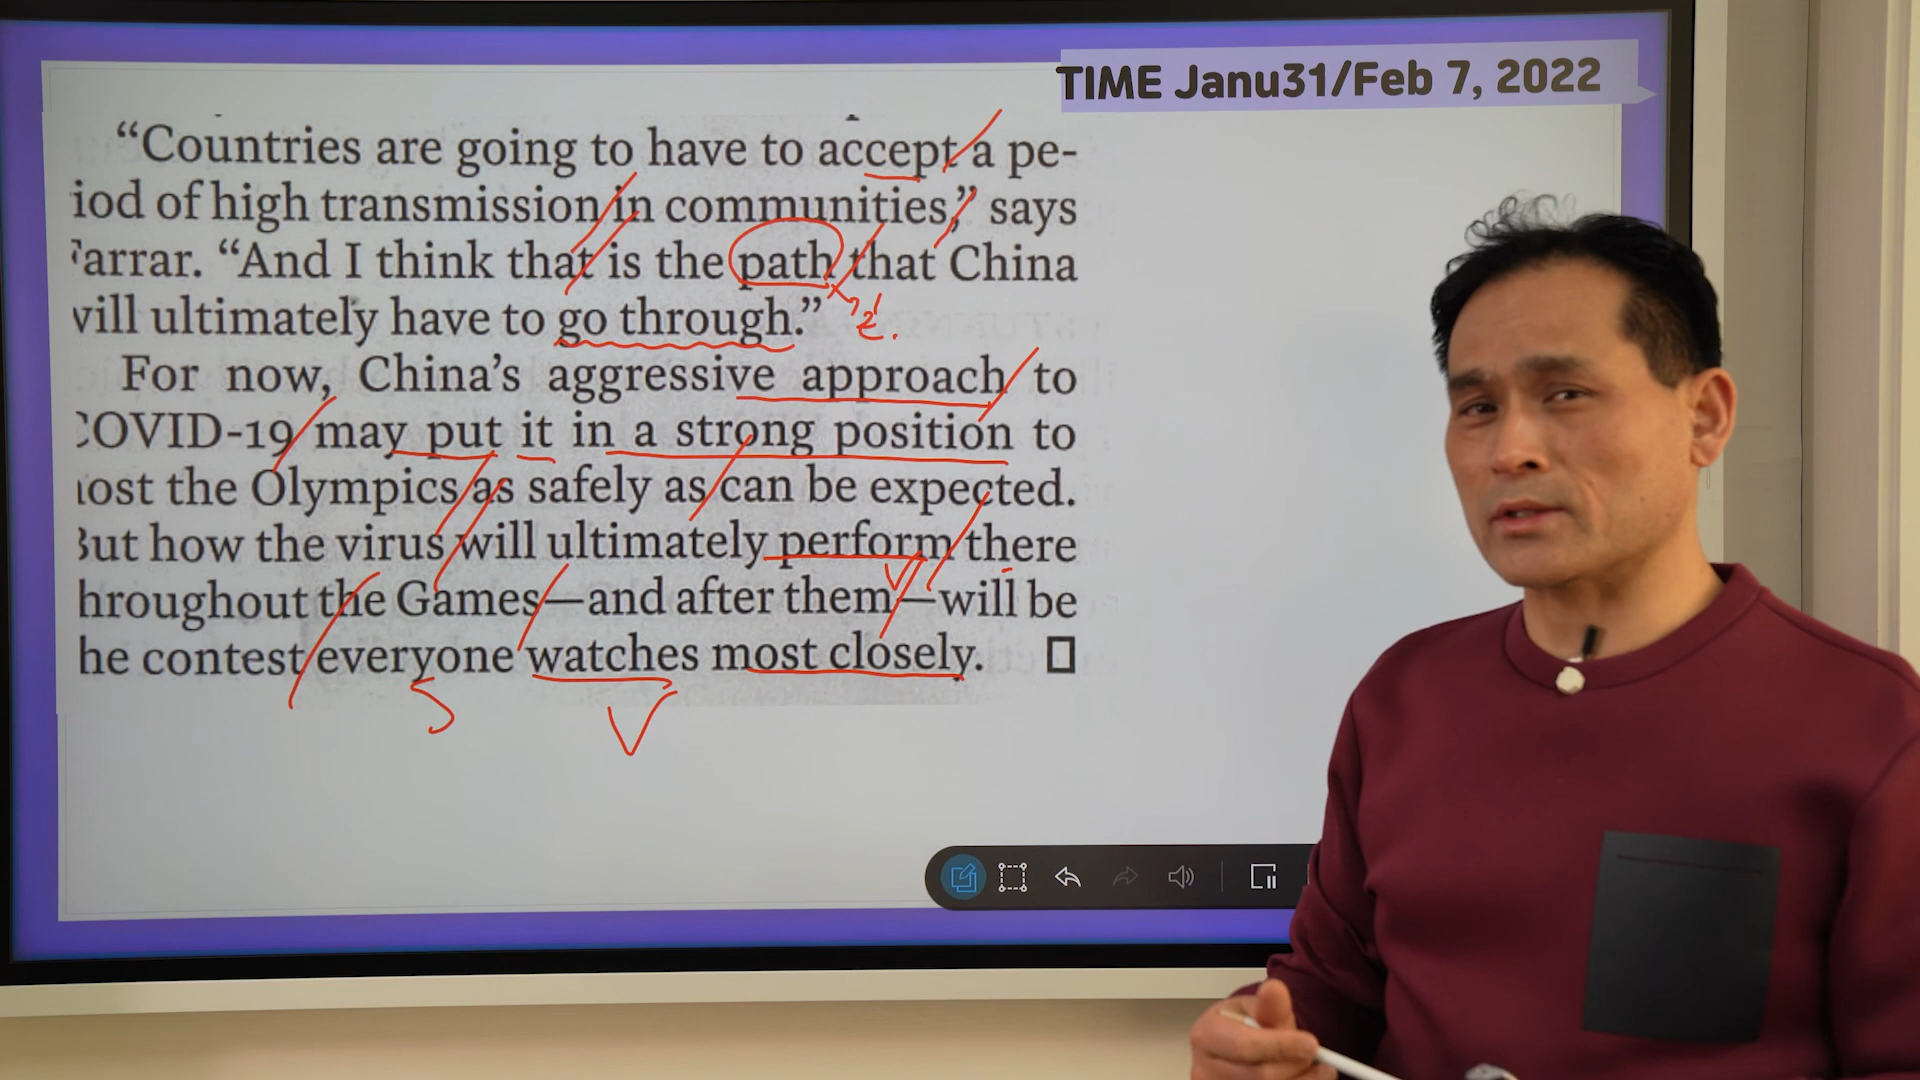 TIME Janu31/Feb 7, 2022
“Countries are going to have to accept a pe-
iod of high transmission in communities,” says
arrar. “And I think that is the path that China
vill ultimately have to go through.”
길.
For now, China’s aggressive approach to
COVID-19 may put it in a strong position to
ost the Olympics as safely as can be expected.
But how the virus will ultimately perform there
V
hroughout the Games—and after them—will be
he contest everyone watches most closely.
S V